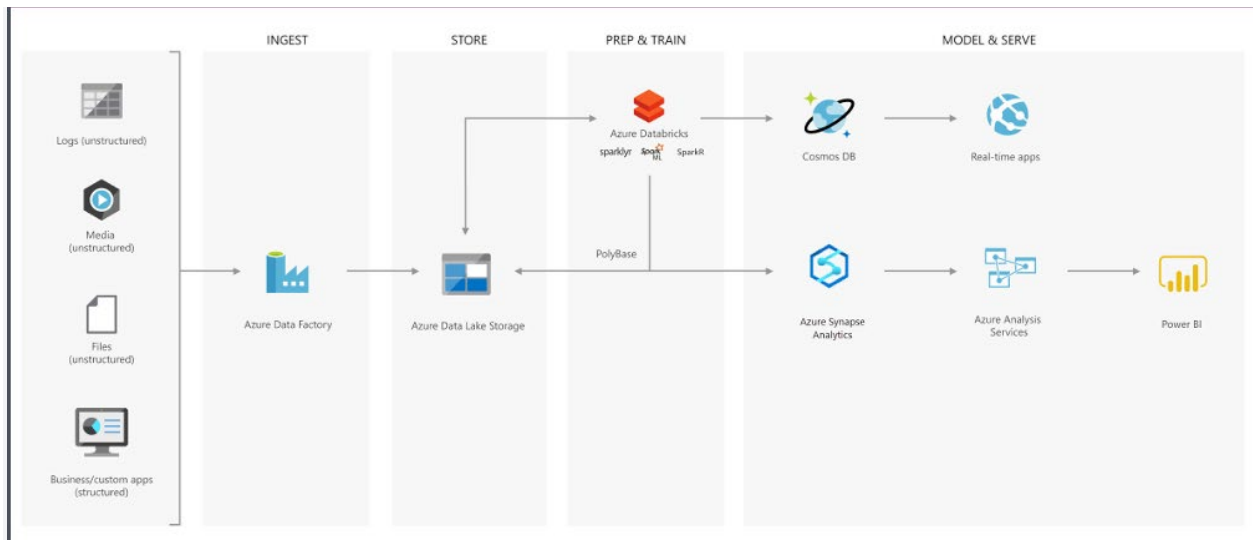 INGEST
STORE
PREP & TRAIN
MODEL & SERVE
Logs (unstructured)
Media
(unstructured)
Files
(unstructured)
Business/custom apps
(structured)
Azure Data Factory
Azure Data Lake Storage
Azure Databricks
sparklyr
Spark
ML
SparkR
PolyBase
Cosmos DB
Real-time apps
Azure Synapse
Analytics
Azure Analysis
Services
Power BI